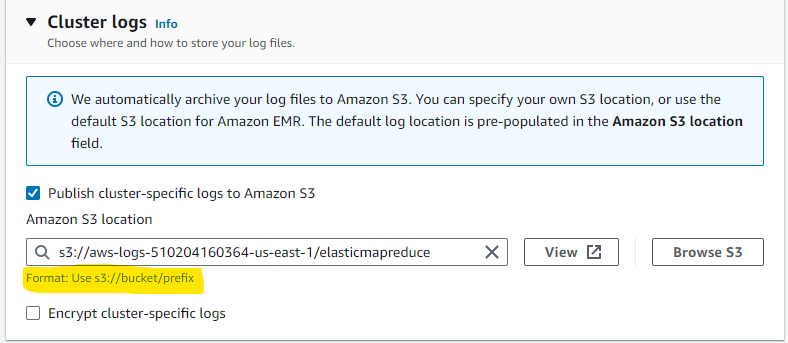 Cluster logs Info
Choose where and how to store your log files.
We automatically archive your log files to Amazon S3. You can specify your own S3 location, or use the
default S3 location for Amazon EMR. The default log location is pre-populated in the Amazon S3 location
field.
Publish cluster-specific logs to Amazon S3
Amazon S3 location
s3://aws-logs-510204160364-us-east-1/elasticmapreduce
View
Browse S3
Format: Use s3://bucket/prefix
Encrypt cluster-specific logs